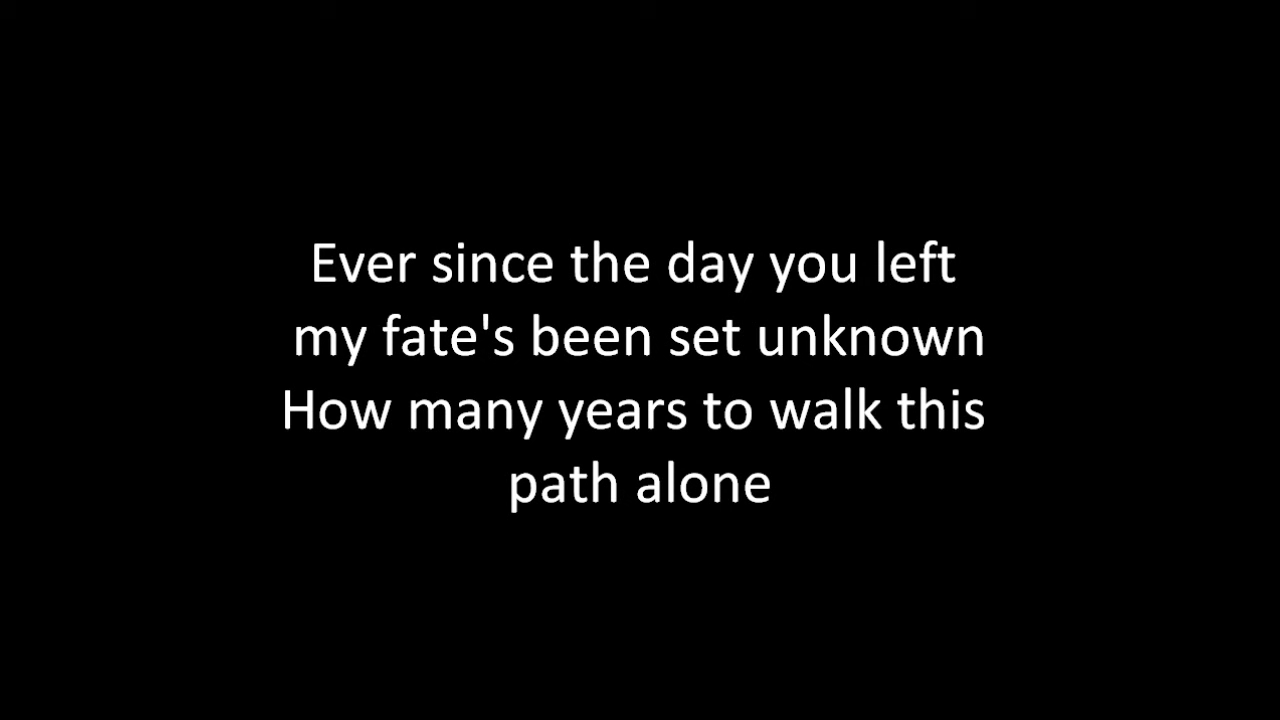 Ever since the day you left
my fate's been set unknown
How many years to walk this
path alone